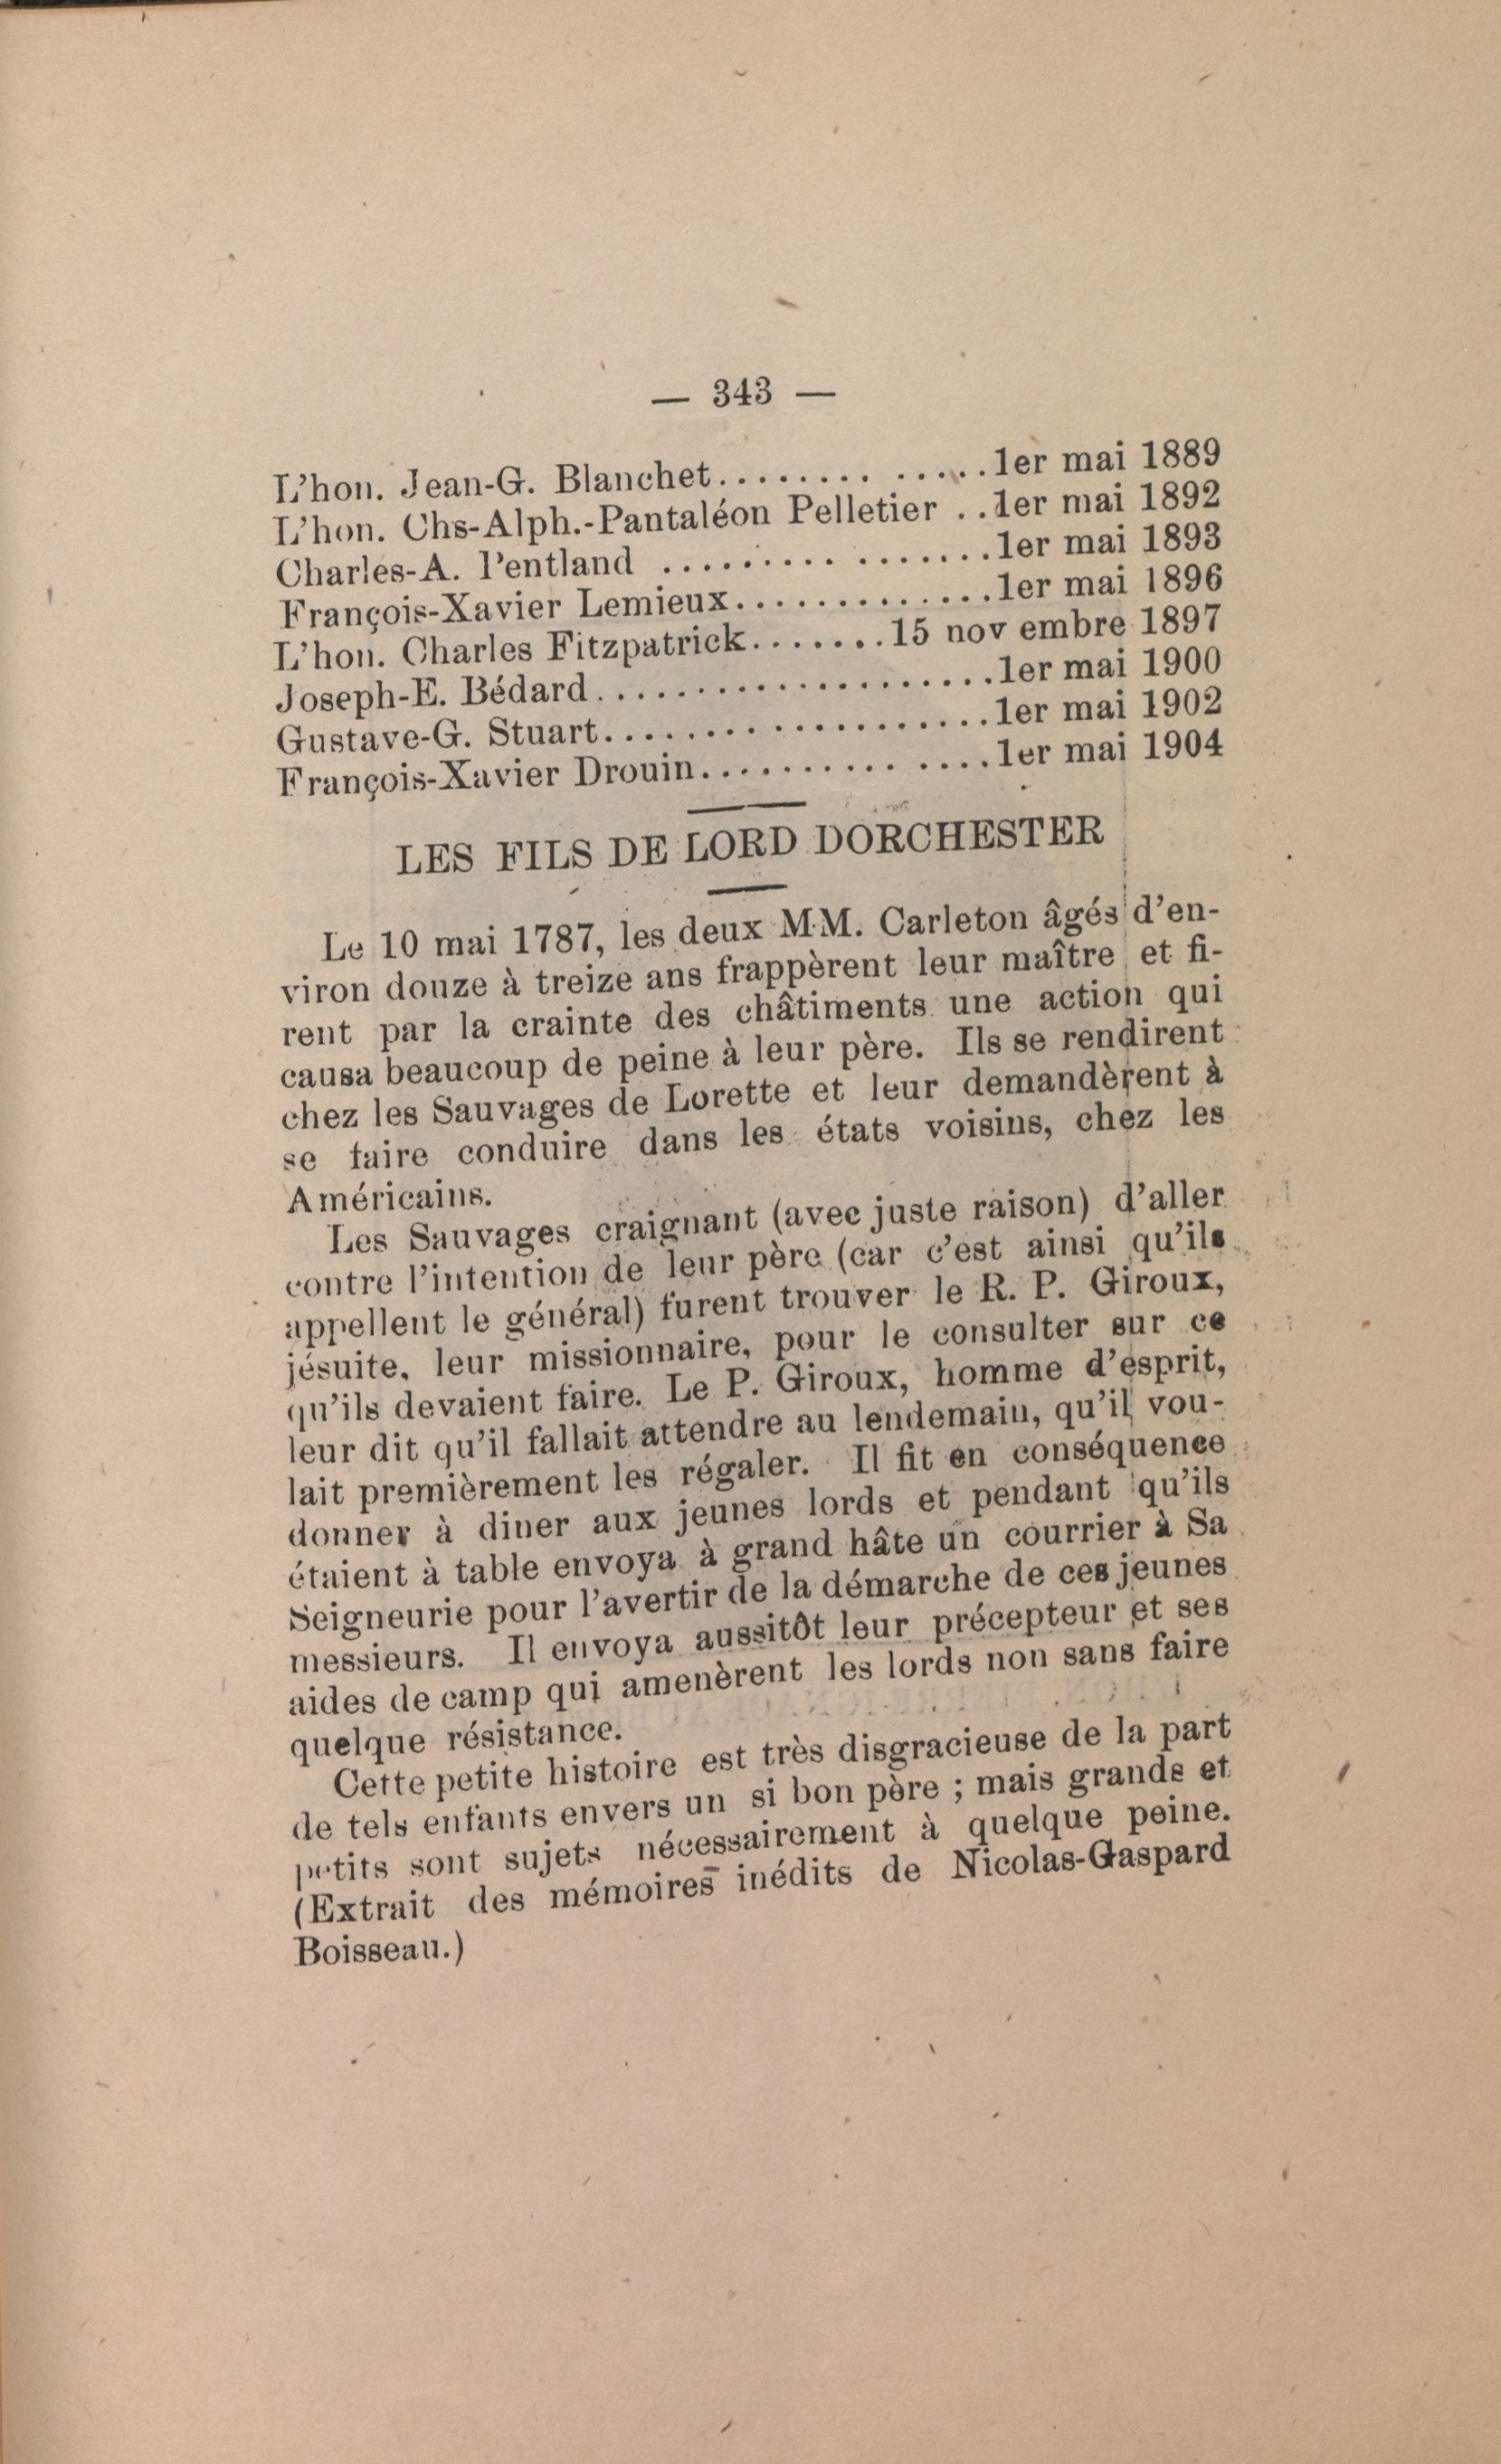 — 343 —
L'hon. Jean-G. Blanchet........ .....1er mai 1889
L'hon. Chs-Alph.-Pantaléon Pelletier ..1er mai 1892
Charles-A. Pentland ......... .......1er mai 1893
François-Xavier Lemieux.............1er mai 1896
L'hon. Charles Fitzpatrick.......15 nov embre 1897
Joseph-E. Bédard....................1er mai 1900
Gustave-G. Stuart...................1er mai 1902
François-Xavier Drouin.......... ....1er mai 1904
LES FILS DE LORD DORCHESTER
Le 10 mai 1787, les deux MM. Carleton âgés d'en-
viron douze à treize ans frappèrent leur maître et fi-
rent par la crainte des châtiments une action qui
causa beaucoup de peine à leur père. Ils se rendirent
chez les Sauvages de Lorette et leur demandèrent à
se faire conduire dans les états voisins, chez les
Américains.
Les Sauvages craignant (avec juste raison) d'aller
contre l'intention de leur père (car c'est ainsi qu'ils
appellent le général) furent trouver le R. P. Giroux,
jésuite, leur missionnaire, pour le consulter sur ce
qu'ils devaient faire. Le P. Giroux, homme d'esprit,
leur dit qu'il fallait attendre au lendemain, qu'il vou-
lait premièrement les régaler. Il fit en conséquence
donner à diner aux jeunes lords et pendant qu'ils
étaient à table envoya à grand hâte un courrier à Sa
Seigneurie pour l'avertir de la démarche de ces jeunes
messieurs. Il envoya aussitôt leur précepteur et ses
aides de camp qui amenèrent les lords non sans faire
quelque résistance.
Cette petite histoire est très disgracieuse de la part
de tels enfants envers un si bon père ; mais grands et
petits sont sujets nécessairement à quelque peine.
(Extrait des mémoires inédits de Nicolas-Gaspard
Boisseau.)